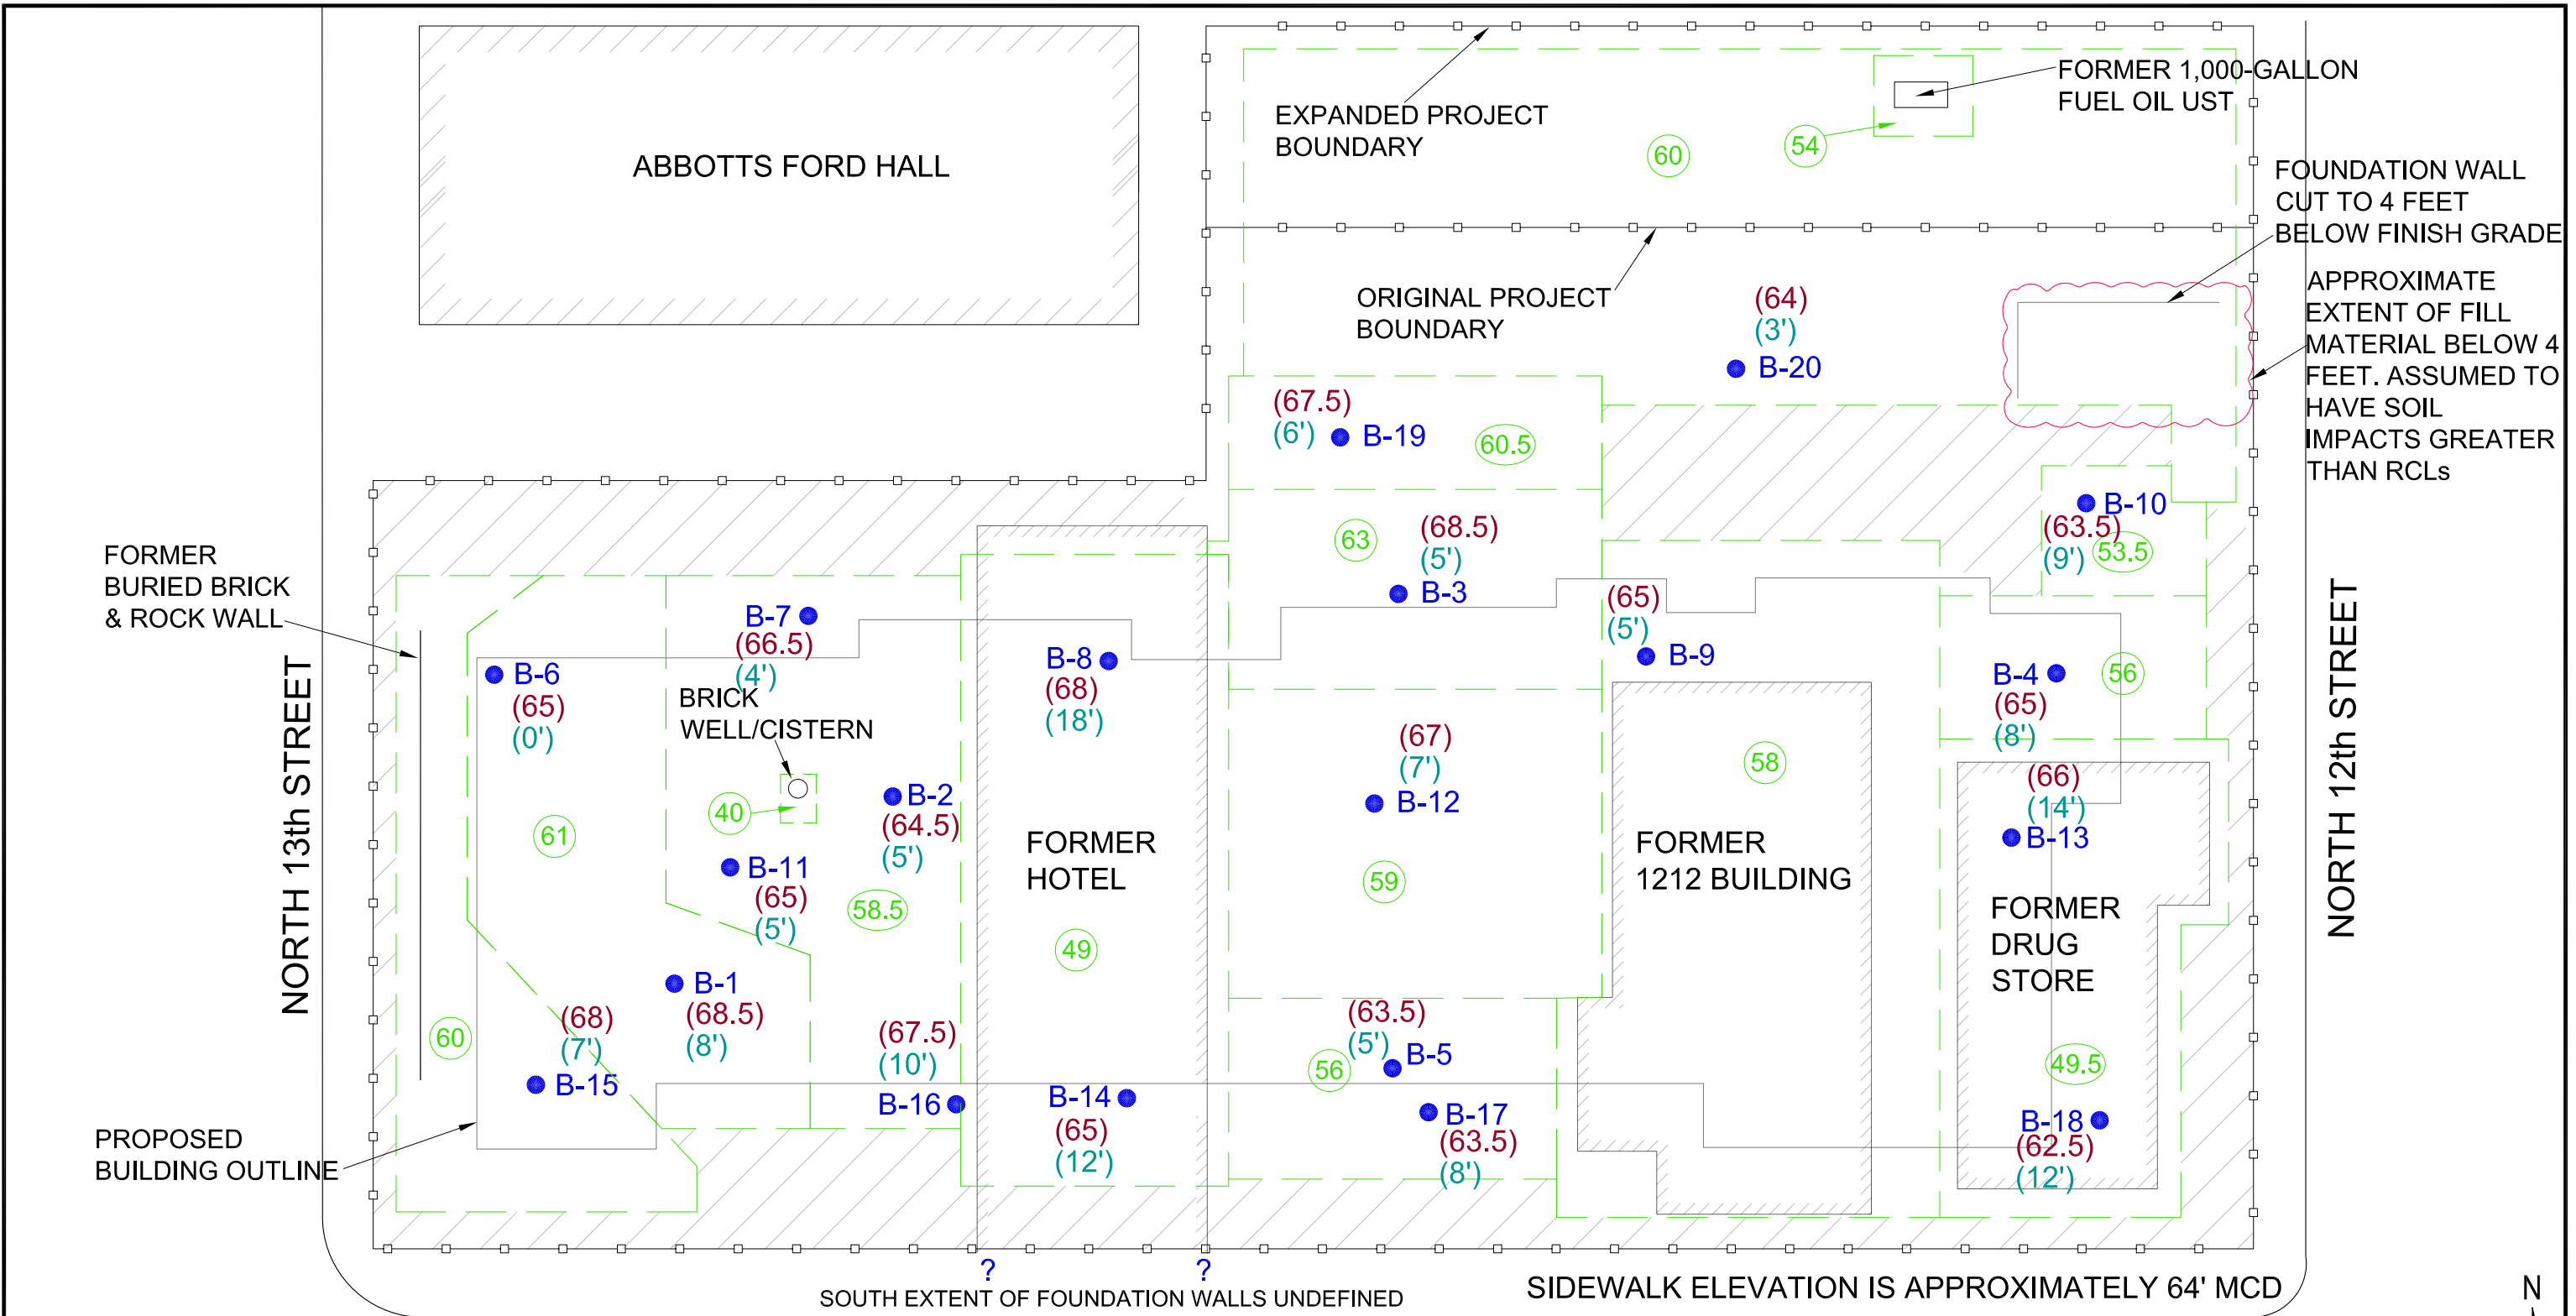 ABBOTTS FORD HALL
EXPANDED PROJECT
BOUNDARY
60
54
FORMER 1,000-GALLON
FUEL OIL UST
FOUNDATION WALL
CUT TO 4 FEET
BELOW FINISH GRADE
ORIGINAL PROJECT
BOUNDARY
(64)
(3')
B-20
APPROXIMATE
EXTENT OF FILL
MATERIAL BELOW 4
FEET. ASSUMED TO
HAVE SOIL
IMPACTS GREATER
THAN RCLs
(67.5)
(6')
B-19
60.5
63
(68.5)
(5')
B-3
B-10
(63.5)
(9')
53.5
FORMER
BURIED BRICK
& ROCK WALL
NORTH 13th STREET
B-6
(65)
(0')
B-7
(66.5)
(4')
BRICK
WELL/CISTERN
40
61
B-2
(64.5)
(5')
B-11
(65)
(5')
58.5
B-8
(68)
(18')
FORMER
HOTEL
49
(65)
(5')
B-9
(67)
(7')
B-12
59
58
FORMER
1212 BUILDING
B-4
(65)
(8')
56
(66)
(14')
B-13
FORMER
DRUG
STORE
NORTH 12th STREET
B-1
(68.5)
(8')
(68)
(7')
B-15
60
(67.5)
(10')
B-16
B-14
(65)
(12')
(63.5)
(5')
B-5
56
B-17
(63.5)
(8')
49.5
B-18
(62.5)
(12')
PROPOSED
BUILDING OUTLINE
?
?
SOUTH EXTENT OF FOUNDATION WALLS UNDEFINED
SIDEWALK ELEVATION IS APPROXIMATELY 64' MCD
N